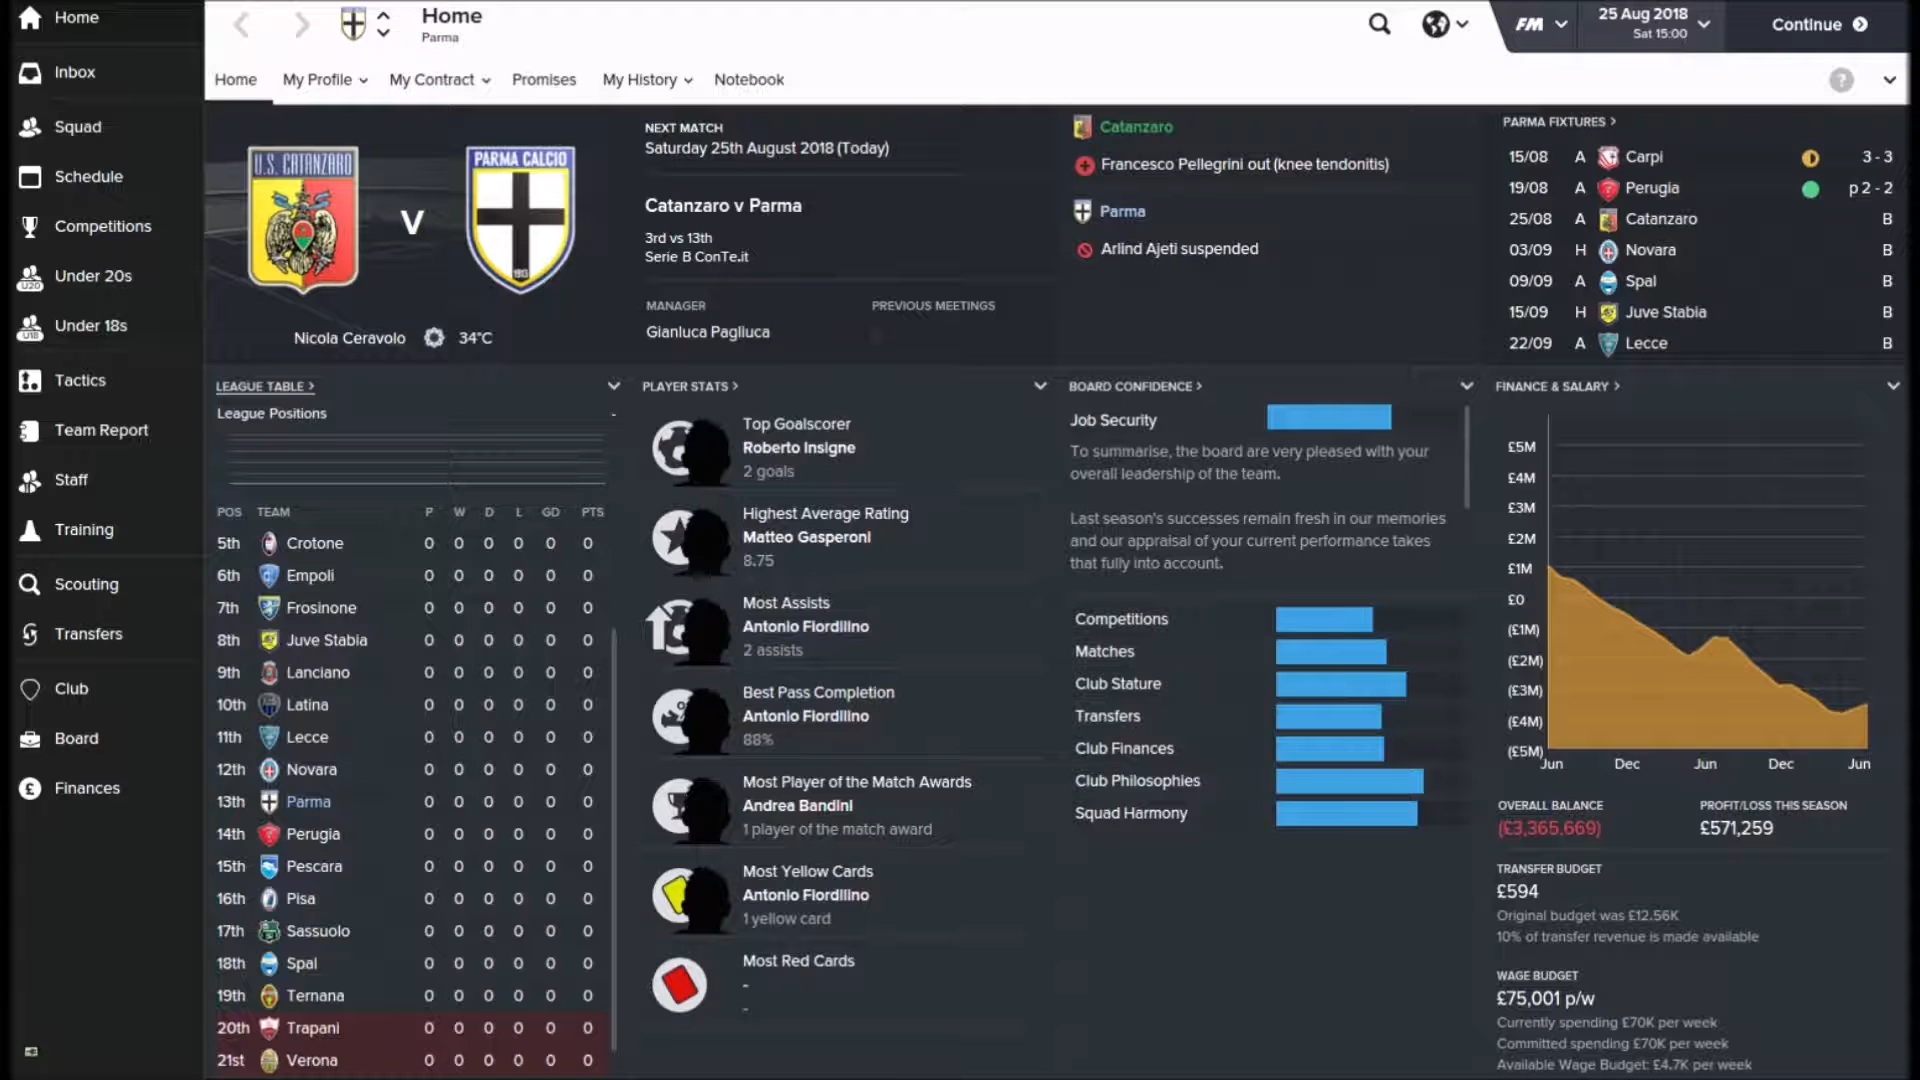 Home
Inbox
Squad
Schedule
Competitions
Under 20s
Under 18s
Tactics
Team Report
Staff
Training
Scouting
Transfers
Club
Board
Finances
Home
Parma
FM
25 Aug 2018
Sat 15:00
Continue
Home My Profile My Contract Promises My History Notebook
U.S. CATANZARO
V
PARMA CALCIO
1913
Nicola Ceravolo 34°C
NEXT MATCH
Saturday 25th August 2018 (Today)
Catanzaro v Parma
3rd vs 13th
Serie B ConTe.it
MANAGER PREVIOUS MEETINGS
Gianluca Pagliuca
Catanzaro
Francesco Pellegrini out (knee tendonitis)
Parma
Arlind Ajeti suspended
PARMA FIXTURES >
15/08 A Carpi 3 - 3
19/08 A Perugia p 2 - 2
25/08 A Catanzaro B
03/09 H Novara B
09/09 A Spal B
15/09 H Juve Stabia B
22/09 A Lecce B
LEAGUE TABLE >
League Positions -
POS TEAM P W D L GD PTS
5th Crotone 0 0 0 0 0 0
6th Empoli 0 0 0 0 0 0
7th Frosinone 0 0 0 0 0 0
8th Juve Stabia 0 0 0 0 0 0
9th Lanciano 0 0 0 0 0 0
10th Latina 0 0 0 0 0 0
11th Lecce 0 0 0 0 0 0
12th Novara 0 0 0 0 0 0
13th Parma 0 0 0 0 0 0
14th Perugia 0 0 0 0 0 0
15th Pescara 0 0 0 0 0 0
16th Pisa 0 0 0 0 0 0
17th Sassuolo 0 0 0 0 0 0
18th Spal 0 0 0 0 0 0
19th Ternana 0 0 0 0 0 0
20th Trapani 0 0 0 0 0 0
21st Verona 0 0 0 0 0 0
PLAYER STATS >
Top Goalscorer
Roberto Insigne
2 goals
Highest Average Rating
Matteo Gasperoni
8.75
Most Assists
Antonio Fiordilino
2 assists
Best Pass Completion
Antonio Fiordilino
88%
Most Player of the Match Awards
Andrea Bandini
1 player of the match award
Most Yellow Cards
Antonio Fiordilino
1 yellow card
Most Red Cards
-
-
BOARD CONFIDENCE >
Job Security
To summarise, the board are very pleased with your
overall leadership of the team.
Last season's successes remain fresh in our memories
and our appraisal of your current performance takes
that fully into account.
Competitions
Matches
Club Stature
Transfers
Club Finances
Club Philosophies
Squad Harmony
FINANCE & SALARY >
£5M
£4M
£3M
£2M
£1M
£0
(£1M)
(£2M)
(£3M)
(£4M)
(£5M)
Jun Dec Jun Dec Jun
OVERALL BALANCE PROFIT/LOSS THIS SEASON
(£3,365,669) £571,259
TRANSFER BUDGET
£594
Original budget was £12.56K
10% of transfer revenue is made available
WAGE BUDGET
£75,001 p/w
Currently spending £70K per week
Committed spending £70K per week
Available Wage Budget: £4.7K per week